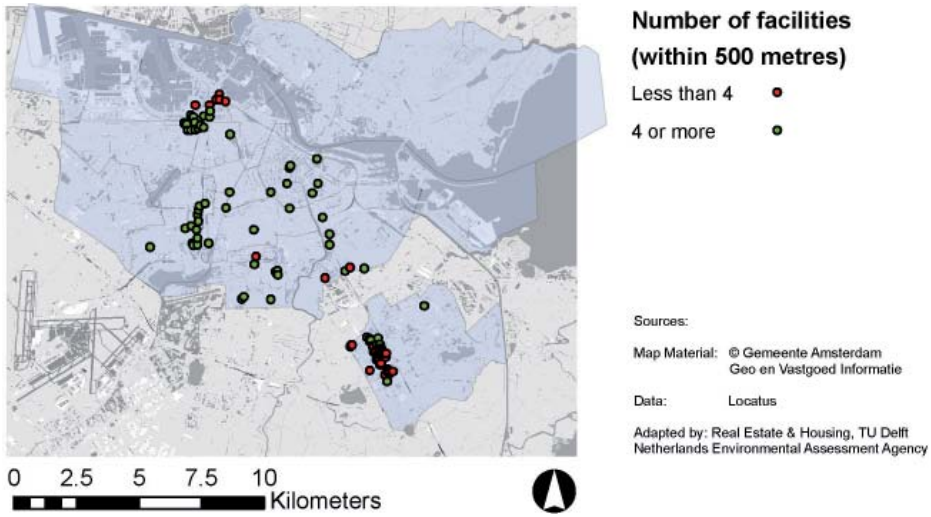 Number of facilities
(within 500 metres)
Less than 4
4 or more
Sources:
Map Material: © Gemeente Amsterdam
Geo en Vastgoed Informatie
Data: Locatus
Adapted by: Real Estate & Housing, TU Delft
Netherlands Environmental Assessment Agency
0 2.5 5 7.5 10
Kilometers